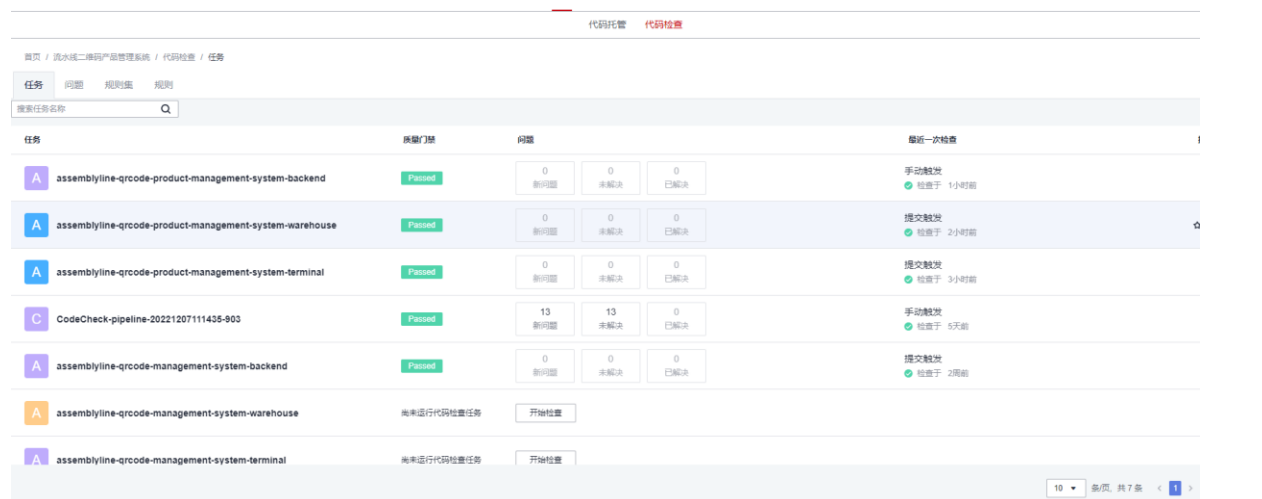 代码托管 代码检查
首页 / 流水线二维码产品管理系统 / 代码检查 / 任务
任务 问题 规则集 规则
搜索任务名称
任务 质量门禁 问题 最近一次检查
A assemblyline-qrcode-product-management-system-backend Passed 0 新问题 0 未解决 0 已解决 手动触发 检查于 1小时前
A assemblyline-qrcode-product-management-system-warehouse Passed 0 新问题 0 未解决 0 已解决 提交触发 检查于 2小时前
A assemblyline-qrcode-product-management-system-terminal Passed 0 新问题 0 未解决 0 已解决 提交触发 检查于 3小时前
C CodeCheck-pipeline-20221207111435-903 Passed 13 新问题 13 未解决 0 已解决 手动触发 检查于 5天前
A assemblyline-qrcode-management-system-backend Passed 0 新问题 0 未解决 0 已解决 提交触发 检查于 2周前
A assemblyline-qrcode-management-system-warehouse 尚未运行代码检查任务 开始检查
A assemblyline-qrcode-management-system-terminal 尚未运行代码检查任务 开始检查
10 条/页, 共 7 条 < 1 >